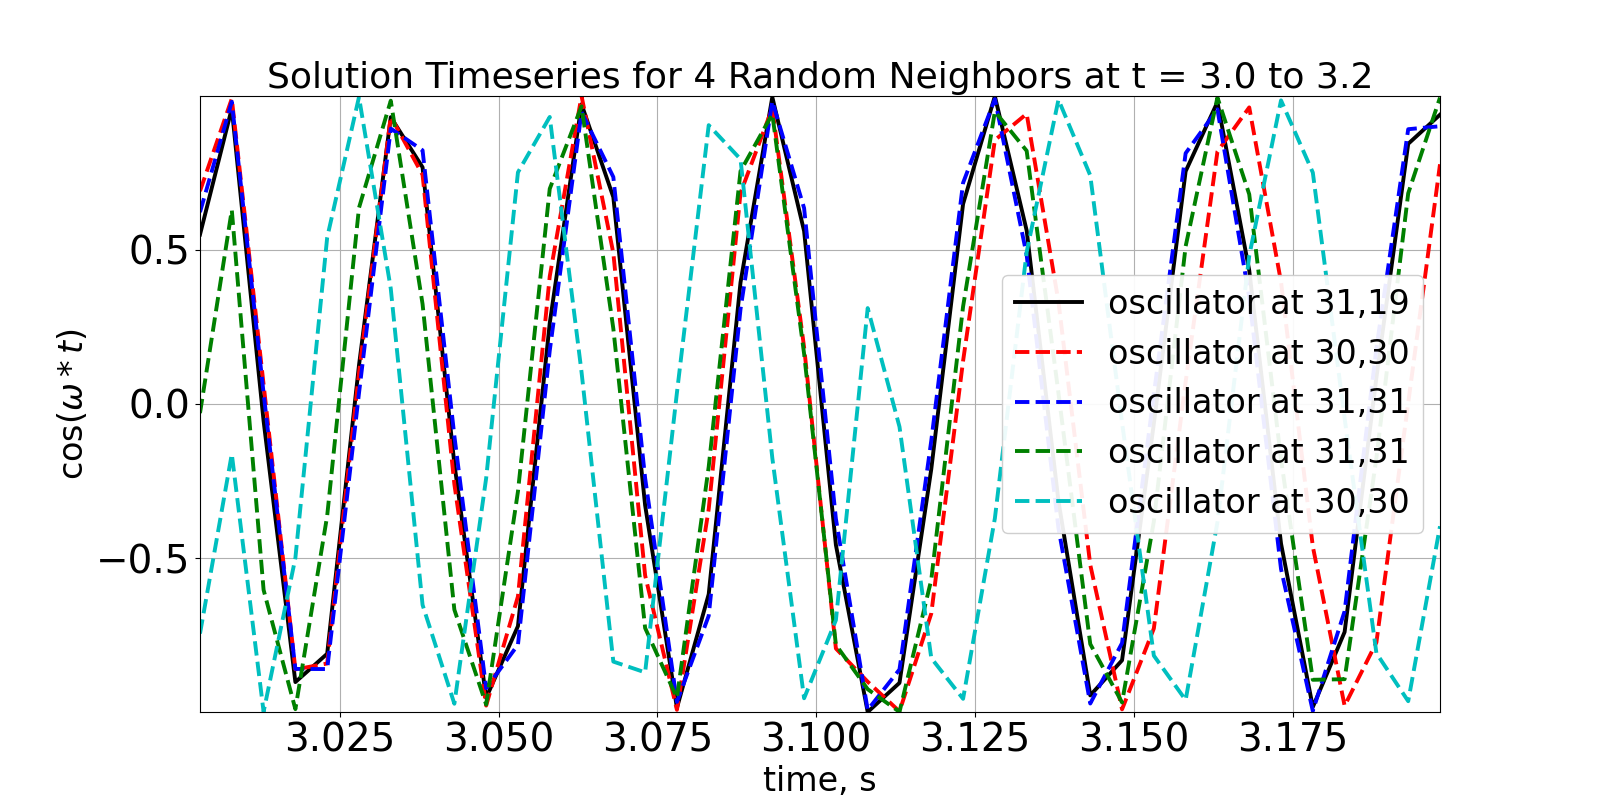 Solution Timeseries for 4 Random Neighbors at t = 3.0 to 3.2
cos(ω * t)
0.5
0.0
−0.5
oscillator at 31,19
oscillator at 30,30
oscillator at 31,31
oscillator at 31,31
oscillator at 30,30
3.025 3.050 3.075 3.100 3.125 3.150 3.175
time, s